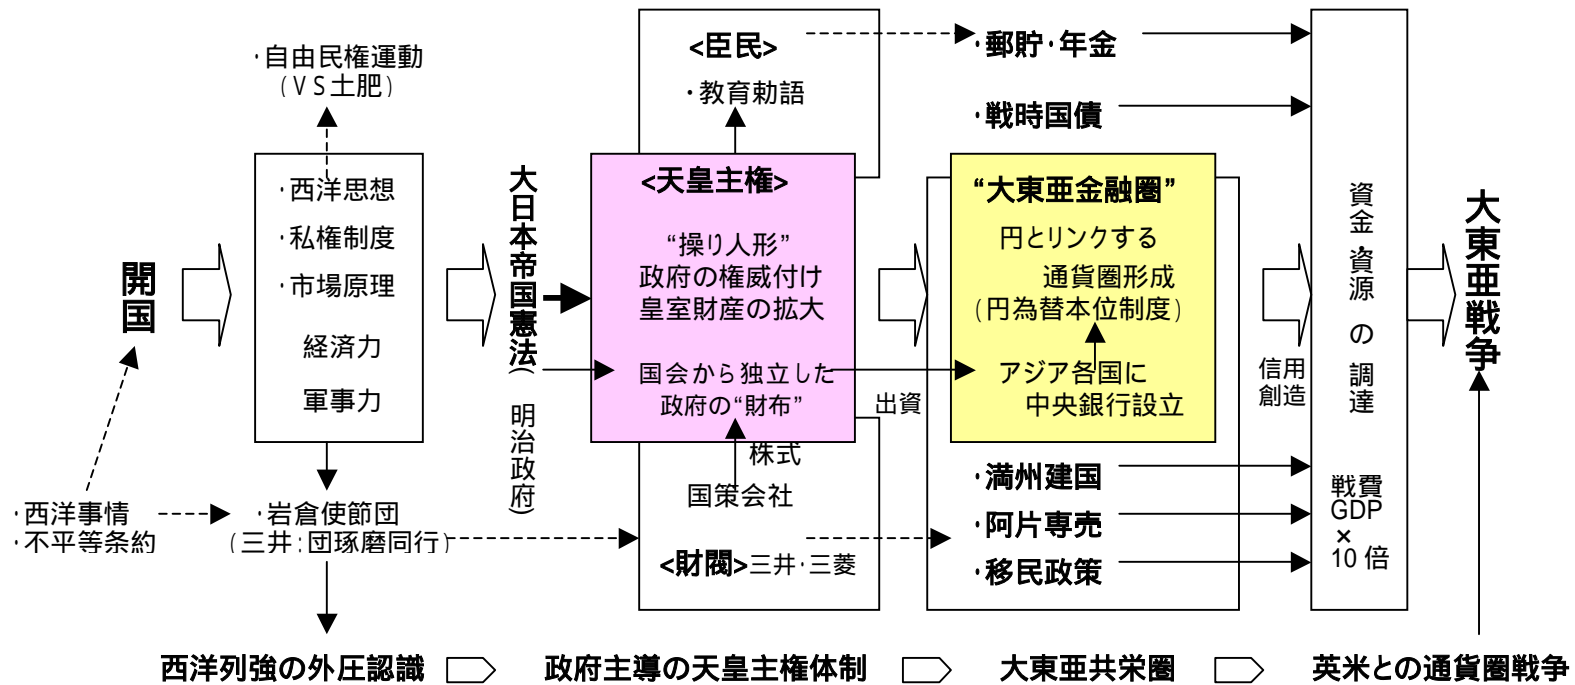 ・自由民権運動
(VS土肥)
・西洋思想
・私権制度
・市場原理
経済力
軍事力
開国
・西洋事情
・不平等条約
・岩倉使節団
(三井:団琢磨同行)
大日本帝国憲法(明治政府)
<臣民>
・教育勅語
<天皇主権>
“操り人形”
政府の権威付け
皇室財産の拡大
国会から独立した
政府の“財布”
株式
国策会社
<財閥>三井・三菱
出資
・郵貯・年金
・戦時国債
“大東亜金融圏”
円とリンクする
通貨圏形成
(円為替本位制度)
アジア各国に
中央銀行設立
・満州建国
・阿片専売
・移民政策
信用
創造
資金・資源の調達
戦費
GDP
×
10倍
大東亜戦争
西洋列強の外圧認識
政府主導の天皇主権体制
大東亜共栄圏
英米との通貨圏戦争